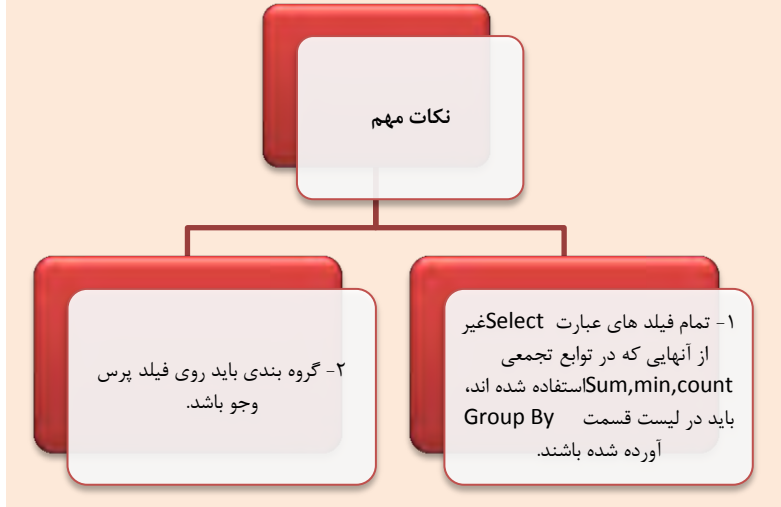 نکات مهم
۱- تمام فیلد های عبارت Selectغیر
از آنهایی که در توابع تجمعی
Sum,min,countاستفاده شده اند،
باید در لیست قسمت Group By
آورده شده باشند.
۲- گروه بندی باید روی فیلد پرس
وجو باشد.